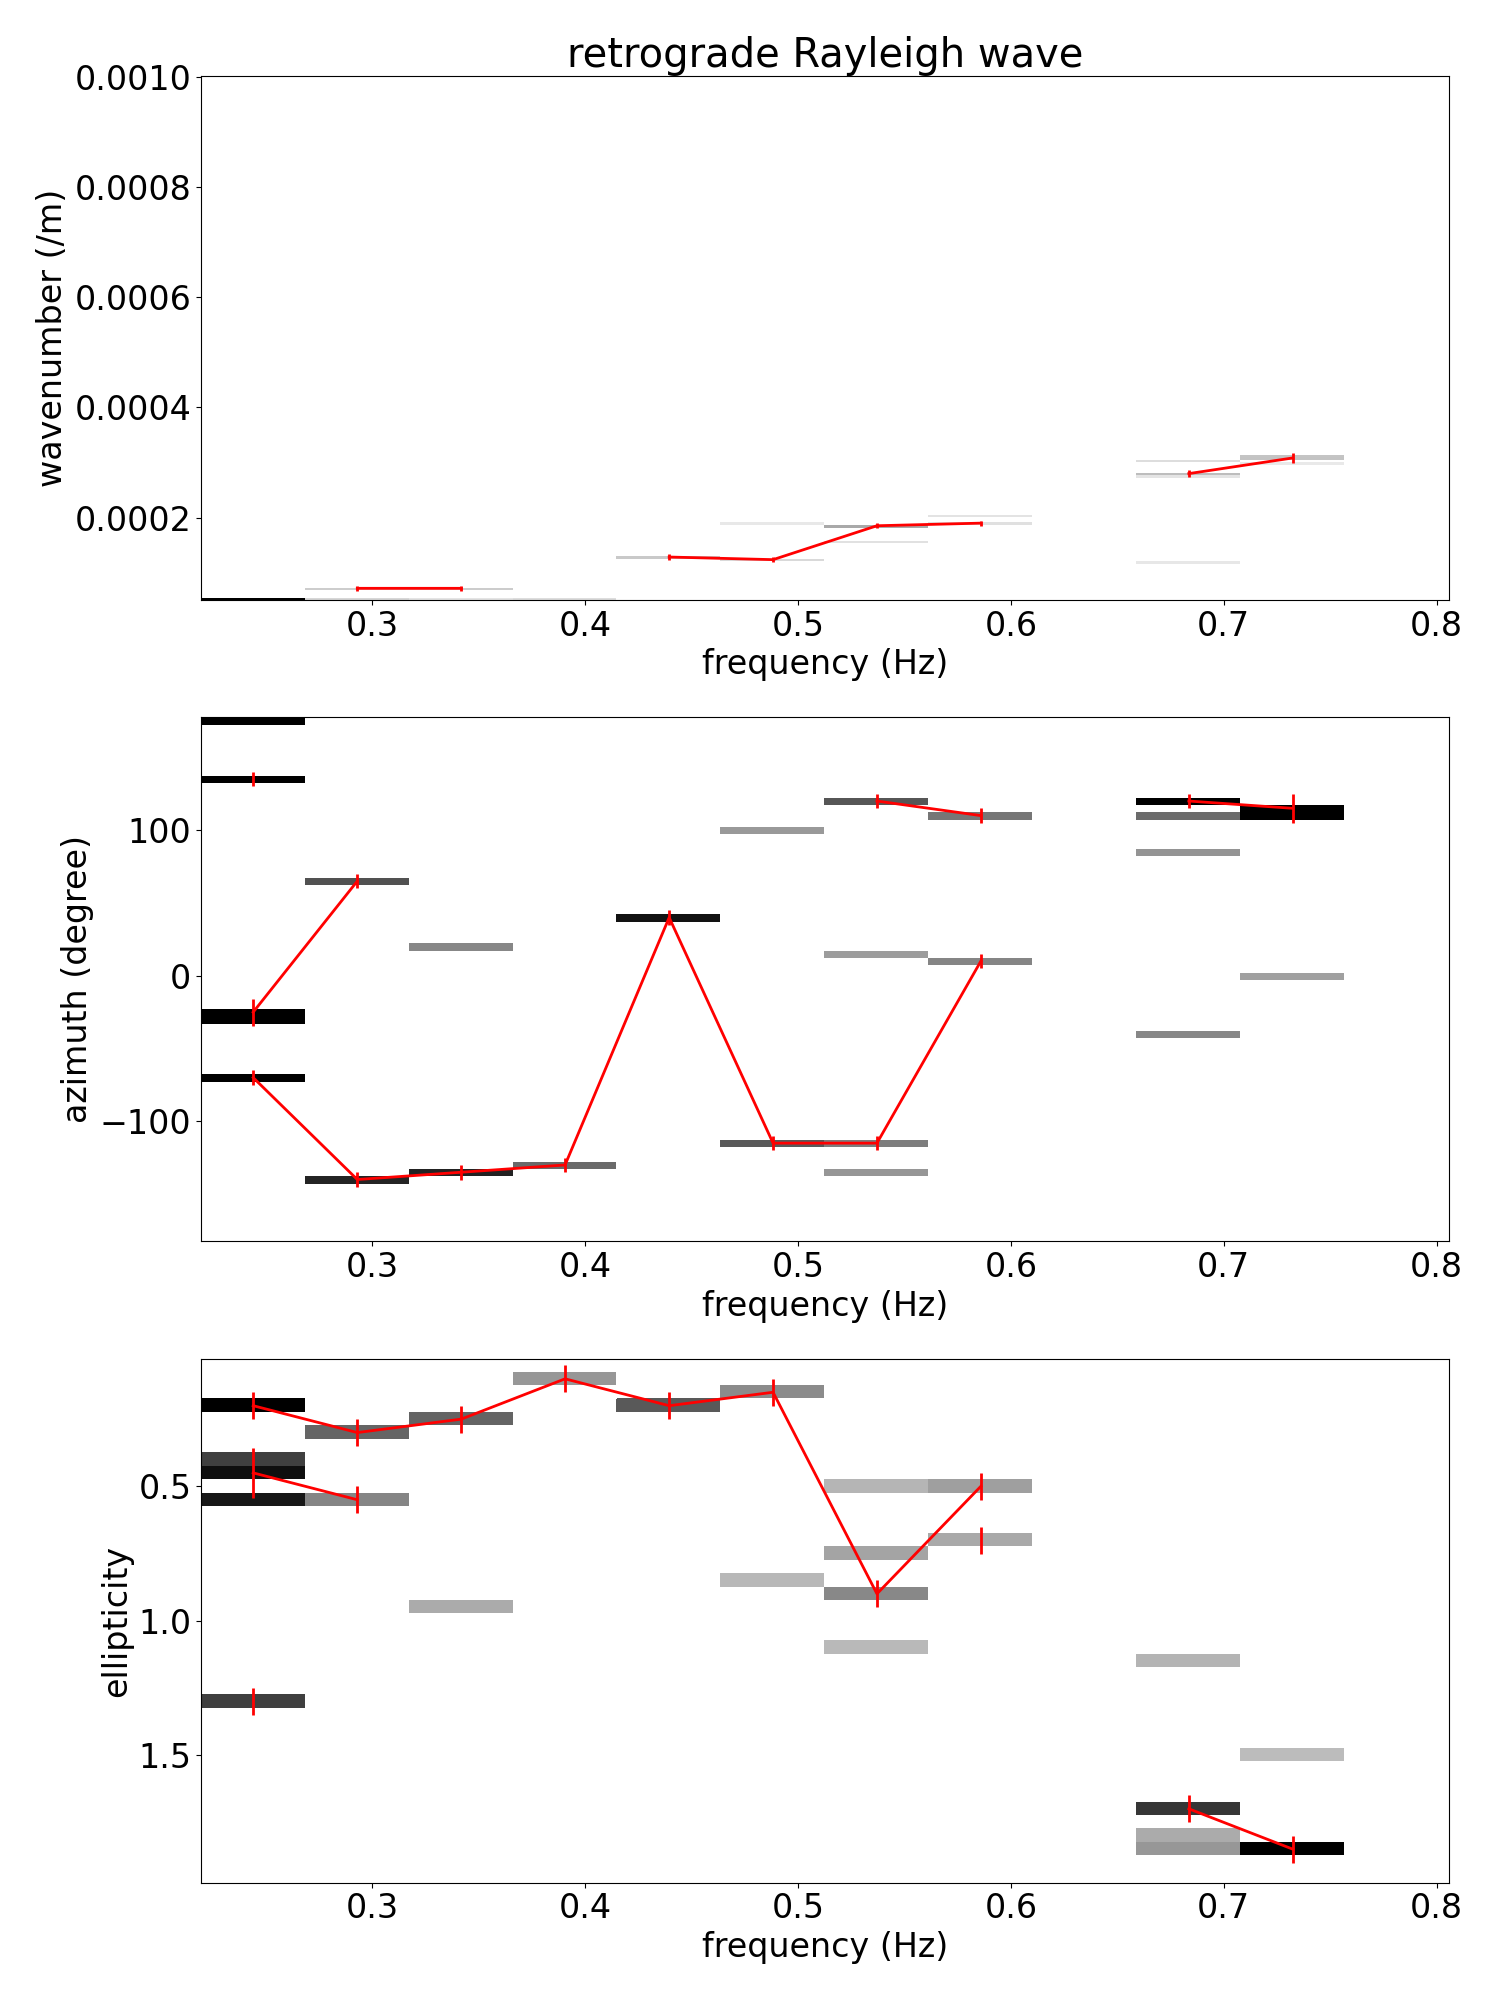 retrograde Rayleigh wave
0.0010
0.0008
0.0006
0.0004
0.0002
wavenumber (/m)
0.3 0.4 0.5 0.6 0.7 0.8
frequency (Hz)
100
0
−100
azimuth (degree)
0.3 0.4 0.5 0.6 0.7 0.8
frequency (Hz)
0.5
1.0
1.5
ellipticity
0.3 0.4 0.5 0.6 0.7 0.8
frequency (Hz)